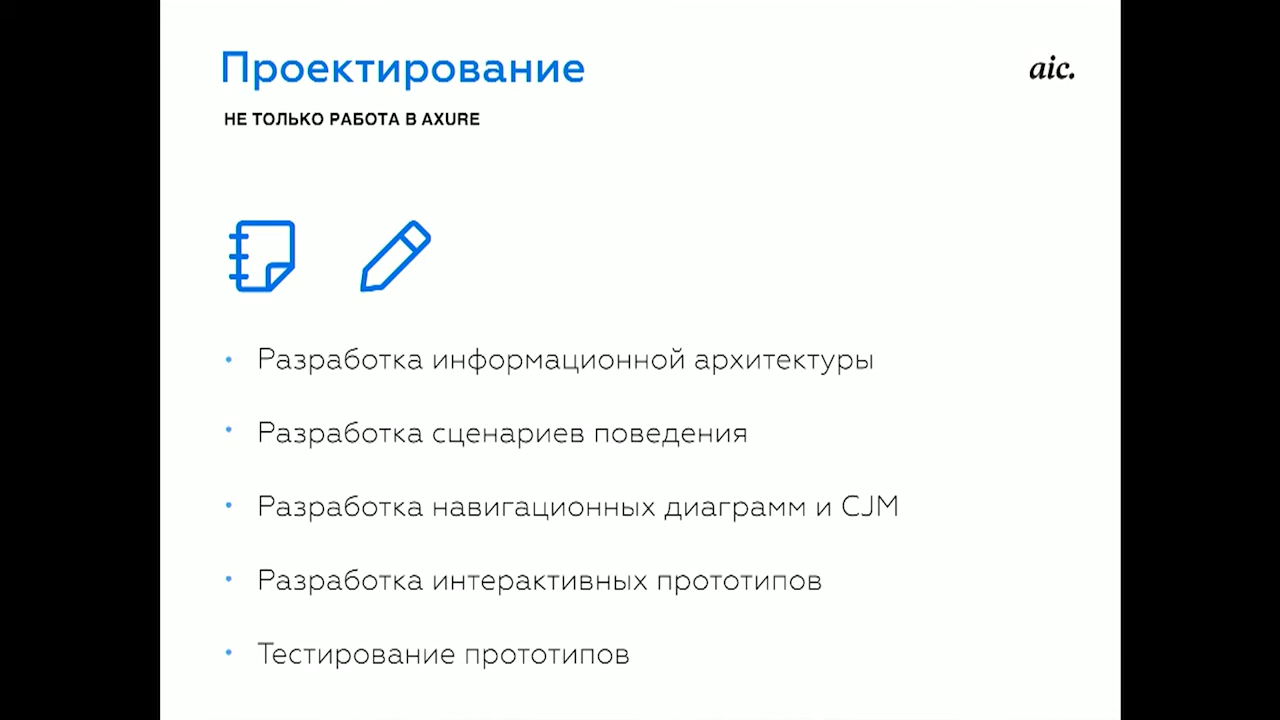 Проектирование
aic.
НЕ ТОЛЬКО РАБОТА В AXURE
• Разработка информационной архитектуры
• Разработка сценариев поведения
• Разработка навигационных диаграмм и CJM
• Разработка интерактивных прототипов
• Тестирование прототипов